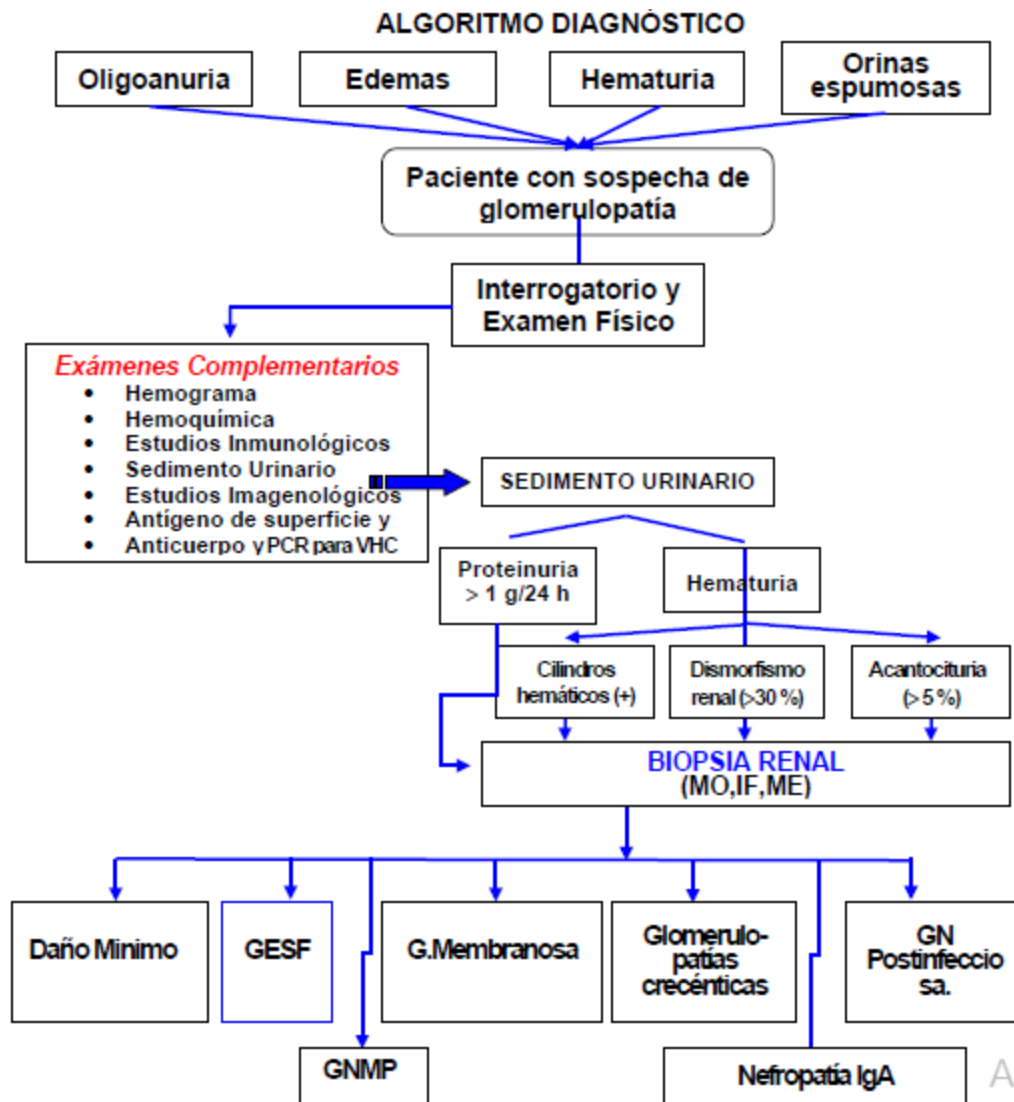 ALGORITMO DIAGNÓSTICO
Oligoanuria
Edemas
Hematuria
Orinas
espumosas
Paciente con sospecha de
glomerulopatía
Interrogatorio y
Examen Físico
Exámenes Complementarios
• Hemograma
• Hemoquímica
• Estudios Inmunológicos
• Sedimento Urinario
• Estudios Imagenológicos
• Antígeno de superficie y
• Anticuerpo y PCR para VHC
SEDIMENTO URINARIO
Proteinuria
> 1 g/24 h
Hematuria
Cilindros
hemáticos (+)
Dismorfismo
renal (>30 %)
Acantocituria
(> 5 %)
BIOPSIA RENAL
(MO,IF,ME)
Daño Minimo
GESF
G.Membranosa
Glomerulo-
patías
crecénticas
GN
Postinfeccio
sa.
GNMP
Nefropatía IgA
A